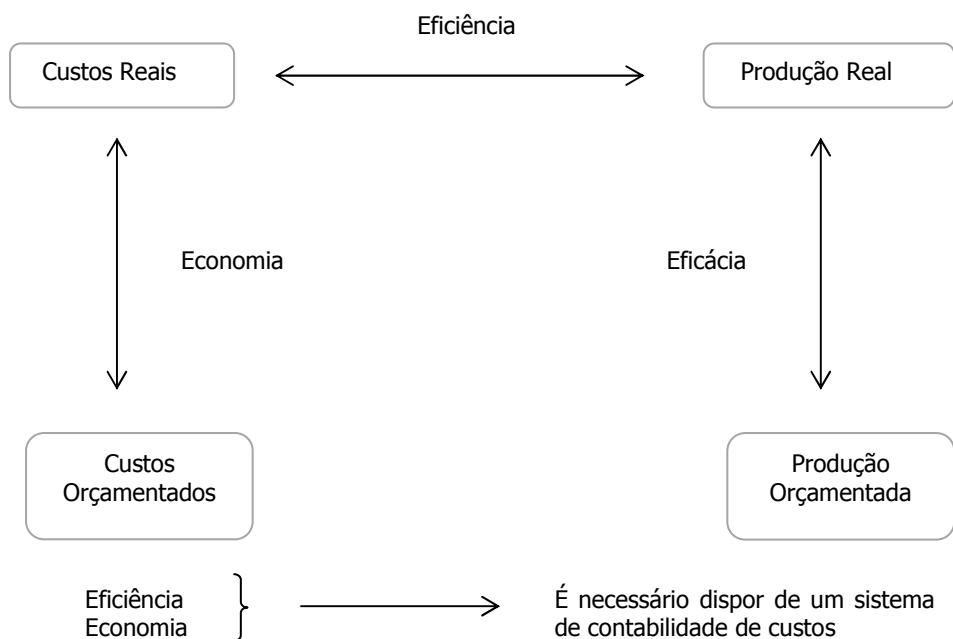 Eficiência
Custos Reais
Produção Real
Economia
Eficácia
Custos
Orçamentados
Produção
Orçamentada
Eficiência
Economia
É necessário dispor de um sistema
de contabilidade de custos